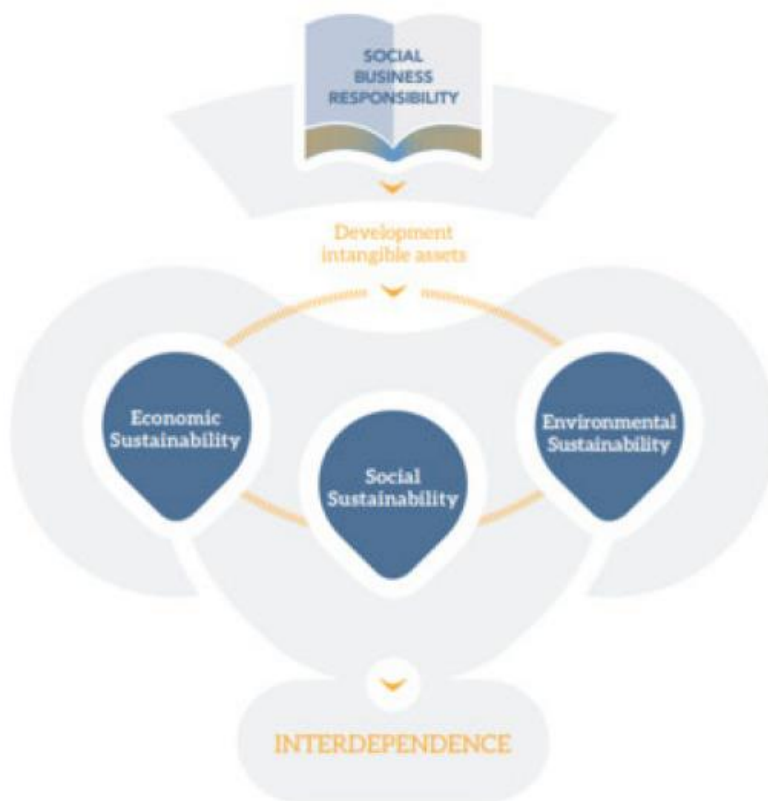 SOCIAL
BUSINESS
RESPONSIBILITY
Development
intangible assets
Economic
Sustainability
Social
Sustainability
Environmental
Sustainability
INTERDEPENDENCE